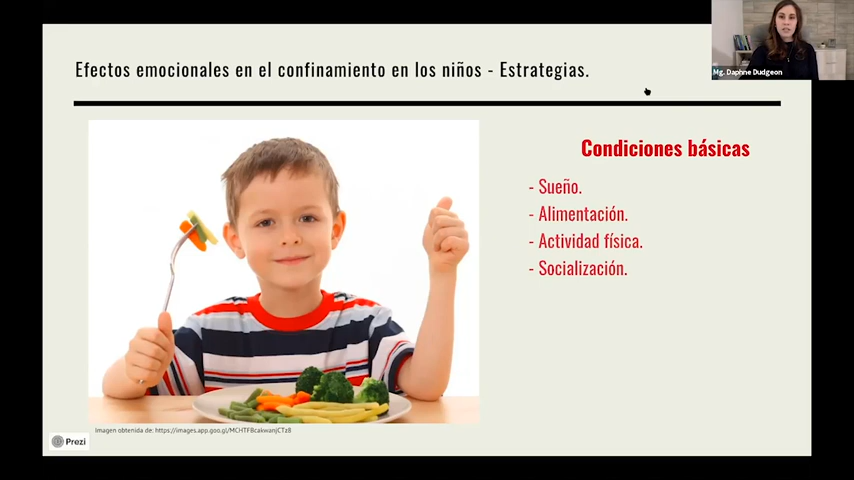 Mg. Daphne Dudgeon
Efectos emocionales en el confinamiento en los niños - Estrategias.
Condiciones básicas
- Sueño.
- Alimentación.
- Actividad física.
- Socialización.
Imagen obtenida de: https://images.app.goo.gl/MCHTFBcakwanjCTz8
Prezi